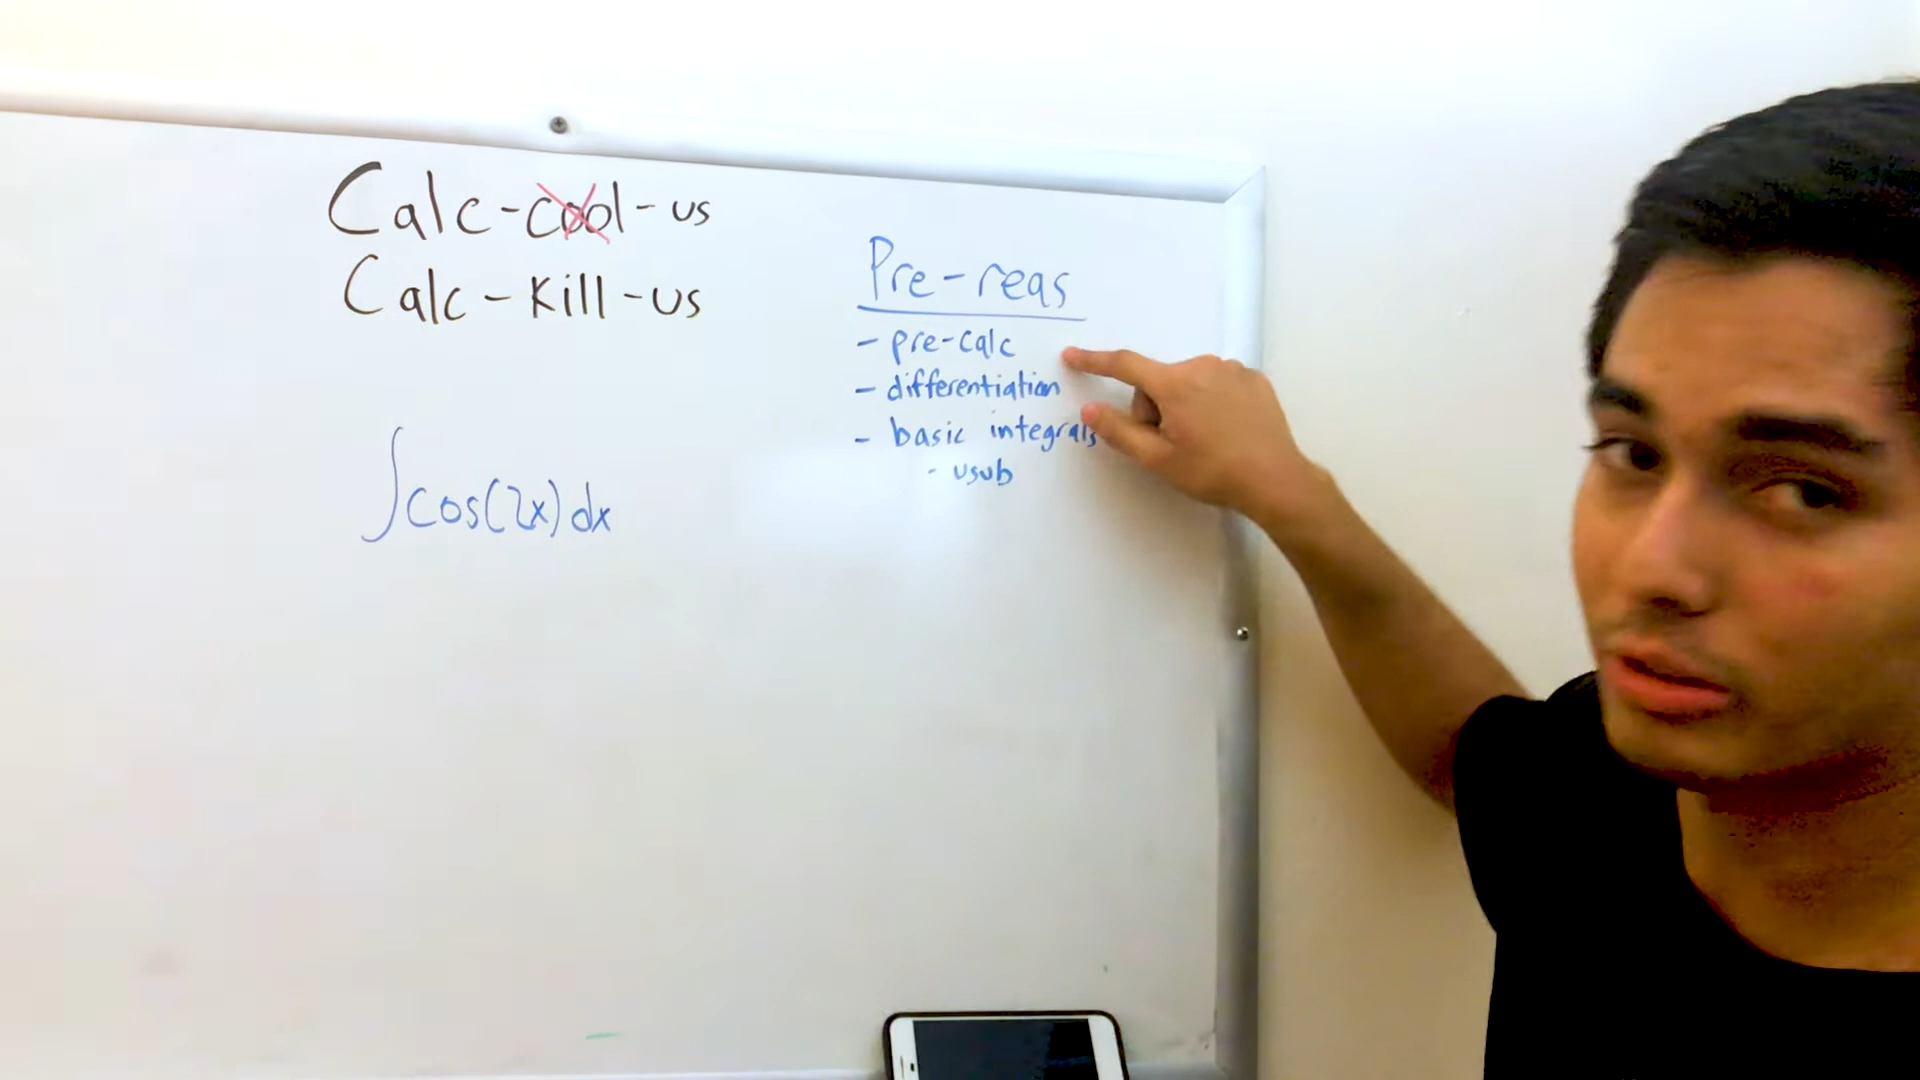 Calc-cool-us
Calc-Kill-us
Pre-reqs
- pre-calc
- differentiation
- basic integrals
- usub
∫cos(2x)dx